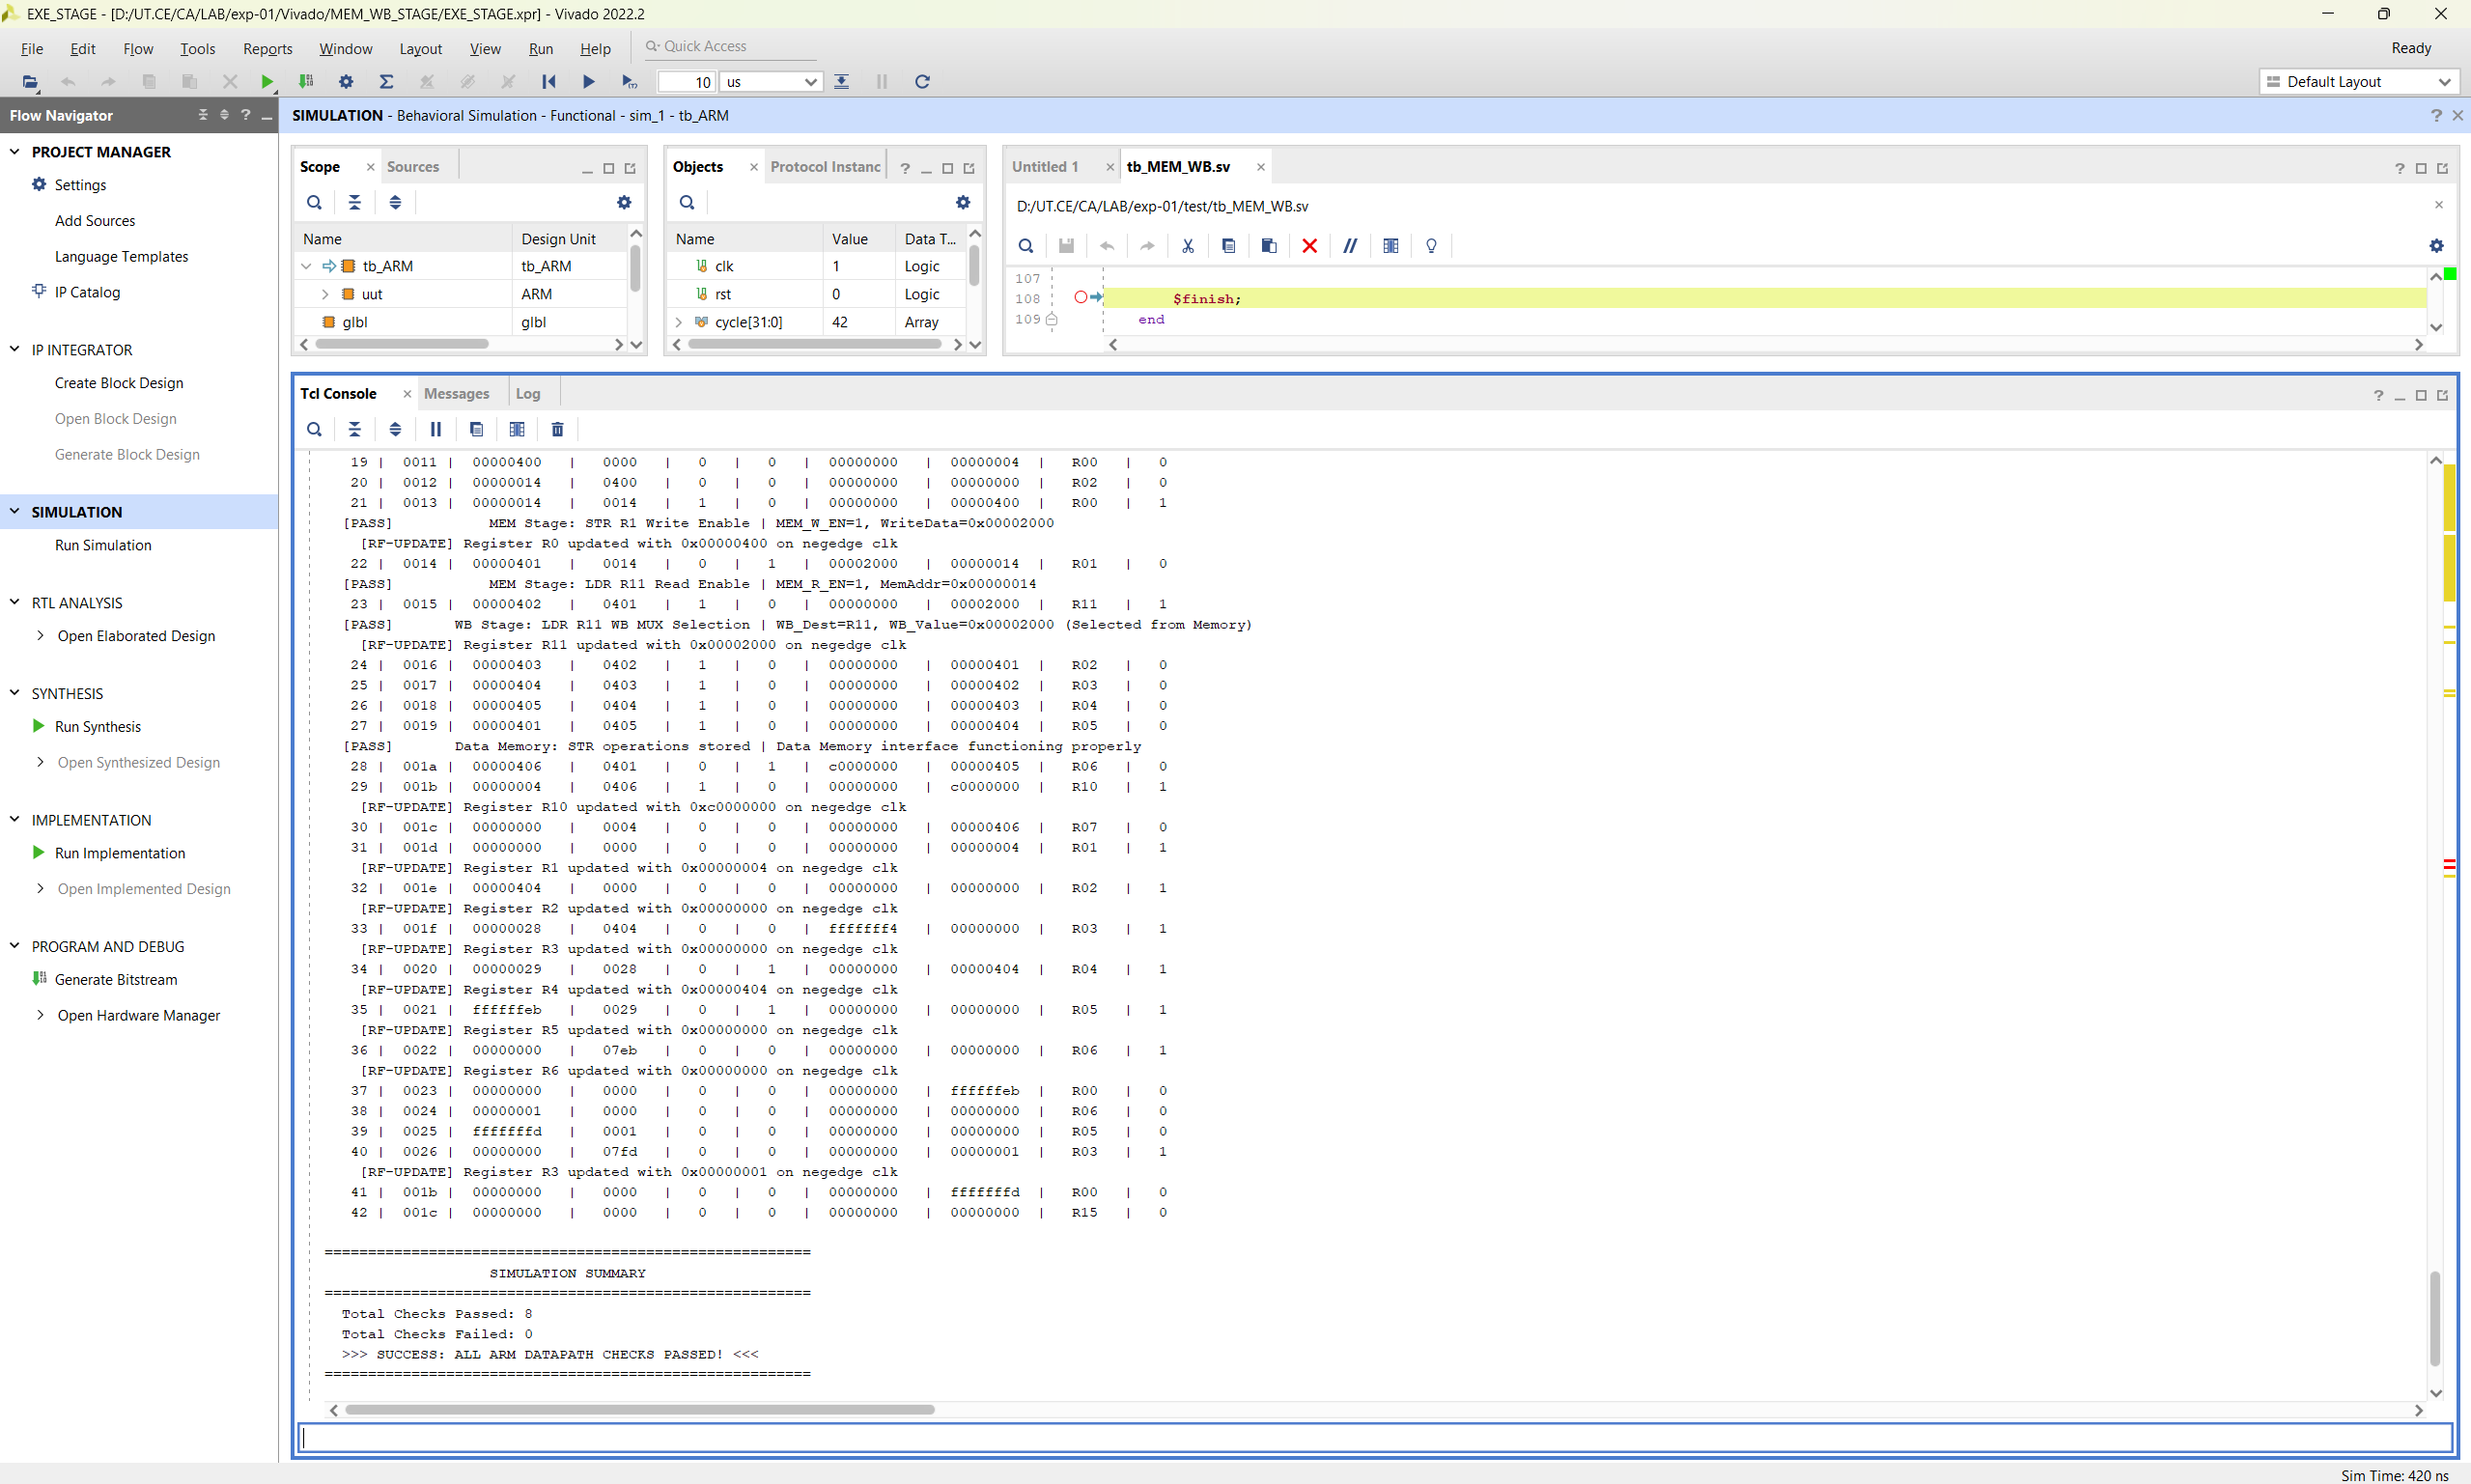 EXE_STAGE - [D:/UT.CE/CA/LAB/exp-01/Vivado/MEM_WB_STAGE/EXE_STAGE.xpr] - Vivado 2022.2
File Edit Flow Tools Reports Window Layout View Run Help Quick Access
Ready
10 us
Default Layout
Flow Navigator
SIMULATION - Behavioral Simulation - Functional - sim_1 - tb_ARM
PROJECT MANAGER
Settings
Add Sources
Language Templates
IP Catalog
IP INTEGRATOR
Create Block Design
Open Block Design
Generate Block Design
SIMULATION
Run Simulation
RTL ANALYSIS
Open Elaborated Design
SYNTHESIS
Run Synthesis
Open Synthesized Design
IMPLEMENTATION
Run Implementation
Open Implemented Design
PROGRAM AND DEBUG
Generate Bitstream
Open Hardware Manager
Scope Sources
Name Design Unit
tb_ARM tb_ARM
uut ARM
glbl glbl
Objects Protocol Instanc
Name Value Data T...
clk 1 Logic
rst 0 Logic
cycle[31:0] 42 Array
Untitled 1 tb_MEM_WB.sv
D:/UT.CE/CA/LAB/exp-01/test/tb_MEM_WB.sv
107
108 $finish;
109 end
Tcl Console Messages Log
19 | 0011 | 00000400 | 0000 | 0 | 0 | 00000000 | 00000004 | R00 | 0
20 | 0012 | 00000014 | 0400 | 0 | 0 | 00000000 | 00000000 | R02 | 0
21 | 0013 | 00000014 | 0014 | 1 | 0 | 00000000 | 00000400 | R00 | 1
[PASS] MEM Stage: STR R1 Write Enable | MEM_W_EN=1, WriteData=0x00002000
[RF-UPDATE] Register R0 updated with 0x00000400 on negedge clk
22 | 0014 | 00000401 | 0014 | 0 | 1 | 00002000 | 00000014 | R01 | 0
[PASS] MEM Stage: LDR R11 Read Enable | MEM_R_EN=1, MemAddr=0x00000014
23 | 0015 | 00000402 | 0401 | 1 | 0 | 00000000 | 00002000 | R11 | 1
[PASS] WB Stage: LDR R11 WB MUX Selection | WB_Dest=R11, WB_Value=0x00002000 (Selected from Memory)
[RF-UPDATE] Register R11 updated with 0x00002000 on negedge clk
24 | 0016 | 00000403 | 0402 | 1 | 0 | 00000000 | 00000401 | R02 | 0
25 | 0017 | 00000404 | 0403 | 1 | 0 | 00000000 | 00000402 | R03 | 0
26 | 0018 | 00000405 | 0404 | 1 | 0 | 00000000 | 00000403 | R04 | 0
27 | 0019 | 00000401 | 0405 | 1 | 0 | 00000000 | 00000404 | R05 | 0
[PASS] Data Memory: STR operations stored | Data Memory interface functioning properly
28 | 001a | 00000406 | 0401 | 0 | 1 | c0000000 | 00000405 | R06 | 0
29 | 001b | 00000004 | 0406 | 1 | 0 | 00000000 | c0000000 | R10 | 1
[RF-UPDATE] Register R10 updated with 0xc0000000 on negedge clk
30 | 001c | 00000000 | 0004 | 0 | 0 | 00000000 | 00000406 | R07 | 0
31 | 001d | 00000000 | 0000 | 0 | 0 | 00000000 | 00000004 | R01 | 1
[RF-UPDATE] Register R1 updated with 0x00000004 on negedge clk
32 | 001e | 00000404 | 0000 | 0 | 0 | 00000000 | 00000000 | R02 | 1
[RF-UPDATE] Register R2 updated with 0x00000000 on negedge clk
33 | 001f | 00000028 | 0404 | 0 | 0 | fffffff4 | 00000000 | R03 | 1
[RF-UPDATE] Register R3 updated with 0x00000000 on negedge clk
34 | 0020 | 00000029 | 0028 | 0 | 1 | 00000000 | 00000404 | R04 | 1
[RF-UPDATE] Register R4 updated with 0x00000404 on negedge clk
35 | 0021 | ffffffeb | 0029 | 0 | 1 | 00000000 | 00000000 | R05 | 1
[RF-UPDATE] Register R5 updated with 0x00000000 on negedge clk
36 | 0022 | 00000000 | 07eb | 0 | 0 | 00000000 | 00000000 | R06 | 1
[RF-UPDATE] Register R6 updated with 0x00000000 on negedge clk
37 | 0023 | 00000000 | 0000 | 0 | 0 | 00000000 | ffffffeb | R00 | 0
38 | 0024 | 00000001 | 0000 | 0 | 0 | 00000000 | 00000000 | R06 | 0
39 | 0025 | fffffffd | 0001 | 0 | 0 | 00000000 | 00000000 | R05 | 0
40 | 0026 | 00000000 | 07fd | 0 | 0 | 00000000 | 00000001 | R03 | 1
[RF-UPDATE] Register R3 updated with 0x00000001 on negedge clk
41 | 001b | 00000000 | 0000 | 0 | 0 | 00000000 | fffffffd | R00 | 0
42 | 001c | 00000000 | 0000 | 0 | 0 | 00000000 | 00000000 | R15 | 0
========================================================
SIMULATION SUMMARY
========================================================
Total Checks Passed: 8
Total Checks Failed: 0
>>> SUCCESS: ALL ARM DATAPATH CHECKS PASSED! <<<
========================================================
Sim Time: 420 ns